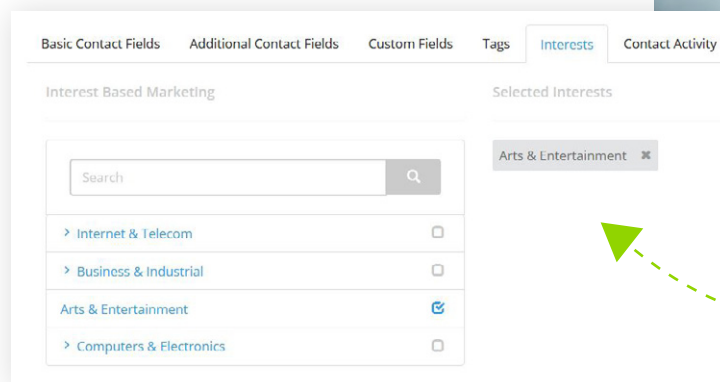 Basic Contact Fields Additional Contact Fields Custom Fields Tags Interests Contact Activity
Interest Based Marketing
Selected Interests
Search
Arts & Entertainment ✖
> Internet & Telecom
> Business & Industrial
Arts & Entertainment
> Computers & Electronics